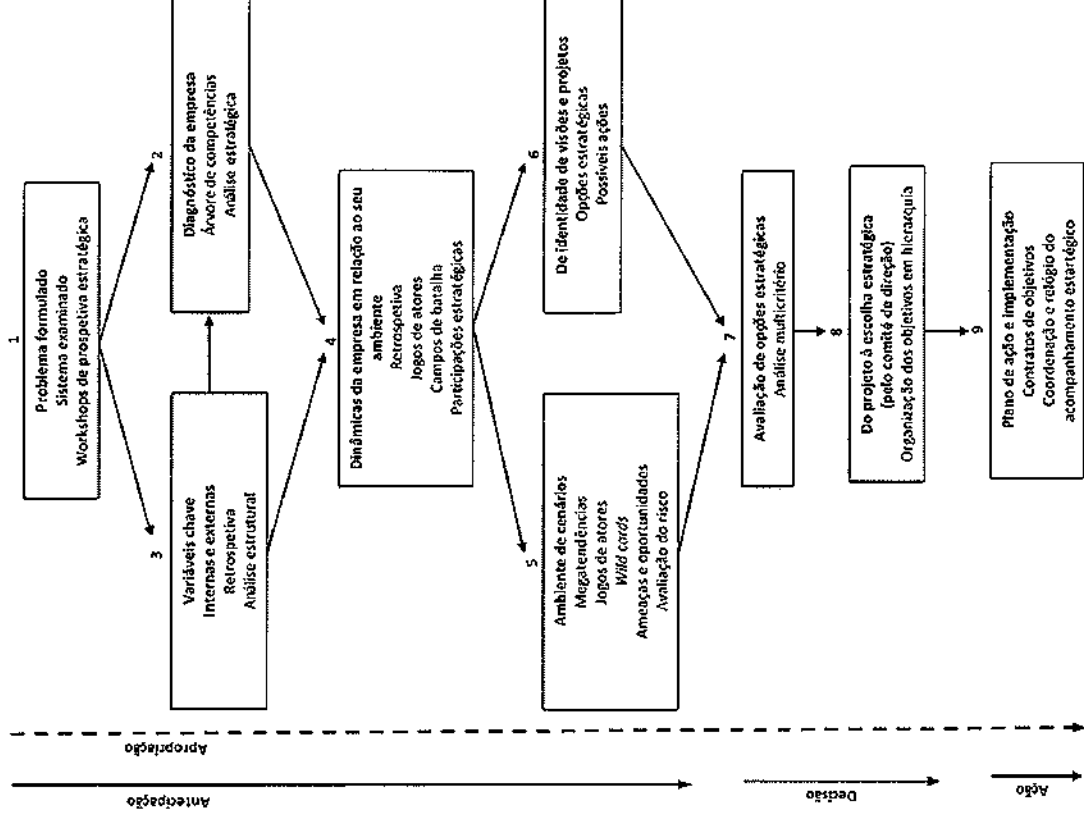 1
Problema formulado
Sistema examinado
Workshops de prospetiva estratégica
2
Diagnóstico da empresa
Árvore de competências
Análise estratégica
3
Variáveis chave
Internas e externas
Retrospetiva
Análise estrutural
4
Dinâmicas da empresa em relação ao seu
ambiente
Retrospetiva
Jogos de atores
Campos de batalha
Participações estratégicas
5
Ambiente de cenários
Megatendências
Jogos de atores
Wild cards
Ameaças e oportunidades
Avaliação do risco
6
De identidade de visões e projetos
Opções estratégicas
Possíveis ações
7
Avaliação de opções estratégicas
Análise multicritério
8
Do projeto à escolha estratégica
(pelo comité de direção)
Organização dos objetivos em hierarquia
9
Plano de ação e implementação
Contratos de objetivos
Coordenação e relógio do
acompanhamento estartégico
Apropriação
Antecipação
Decisão
Ação